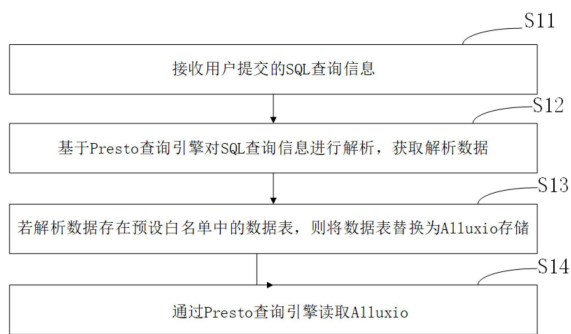 S11
接收用户提交的SQL查询信息
S12
基于Presto查询引擎对SQL查询信息进行解析，获取解析数据
S13
若解析数据存在预设白名单中的数据表，则将数据表替换为Alluxio存储
S14
通过Presto查询引擎读取Alluxio